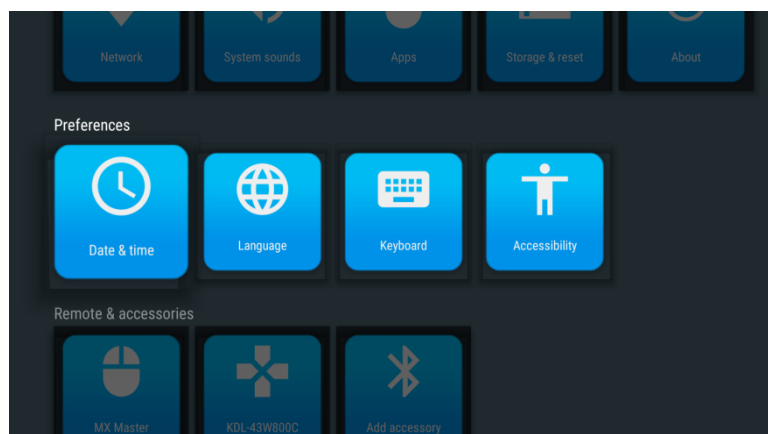 Network
System sounds
Apps
Storage & reset
About
Preferences
Date & time
Language
Keyboard
Accessibility
Remote & accessories
MX Master
KDL-43W800C
Add accessory